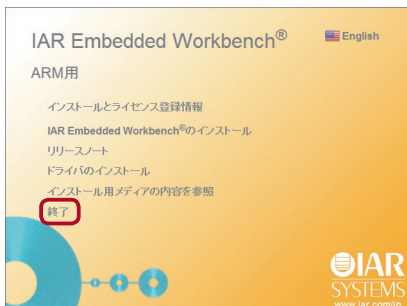 IAR Embedded Workbench®
English
ARM用
インストールとライセンス登録情報
IAR Embedded Workbench®のインストール
リリースノート
ドライバのインストール
インストール用メディアの内容を参照
終了
IAR
SYSTEMS
www.iar.com/jp